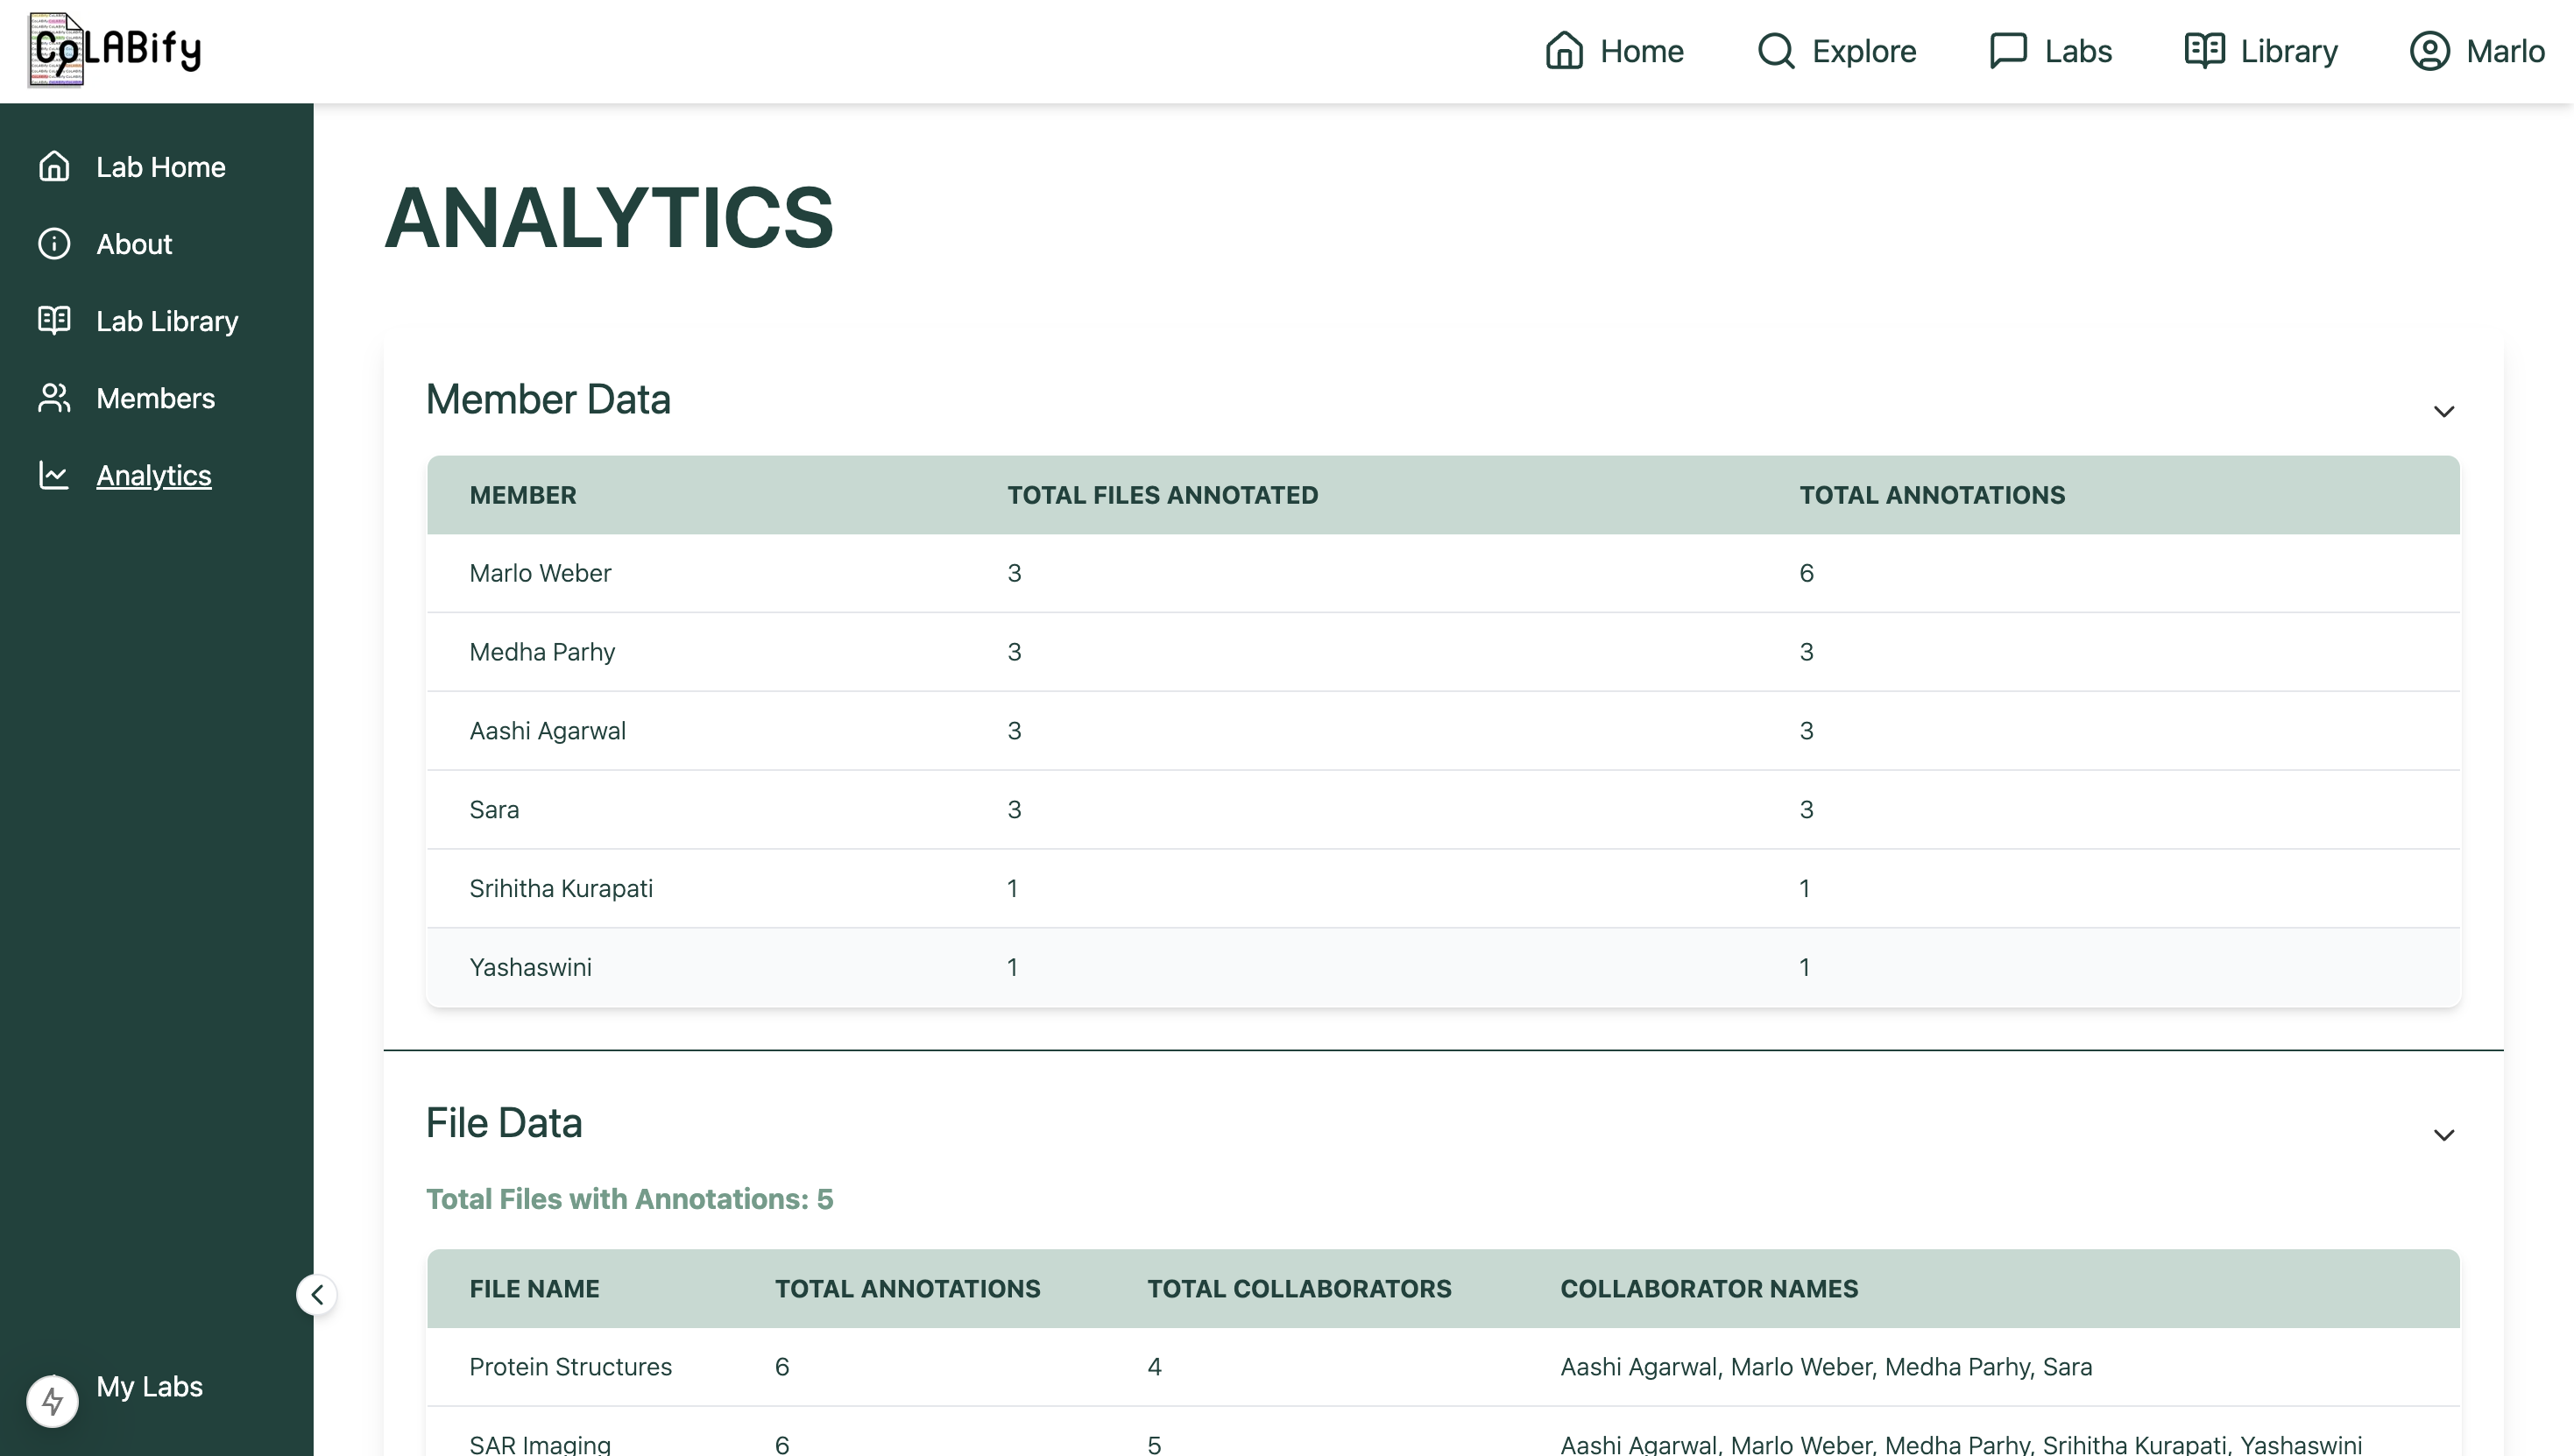 CoLABify
Home Explore Labs Library Marlo
Lab Home
About
Lab Library
Members
Analytics
My Labs
ANALYTICS
Member Data
MEMBER TOTAL FILES ANNOTATED TOTAL ANNOTATIONS
Marlo Weber 3 6
Medha Parhy 3 3
Aashi Agarwal 3 3
Sara 3 3
Srihitha Kurapati 1 1
Yashaswini 1 1
File Data
Total Files with Annotations: 5
FILE NAME TOTAL ANNOTATIONS TOTAL COLLABORATORS COLLABORATOR NAMES
Protein Structures 6 4 Aashi Agarwal, Marlo Weber, Medha Parhy, Sara
SAR Imaging 6 5 Aashi Agarwal, Marlo Weber, Medha Parhy, Srihitha Kurapati, Yashaswini